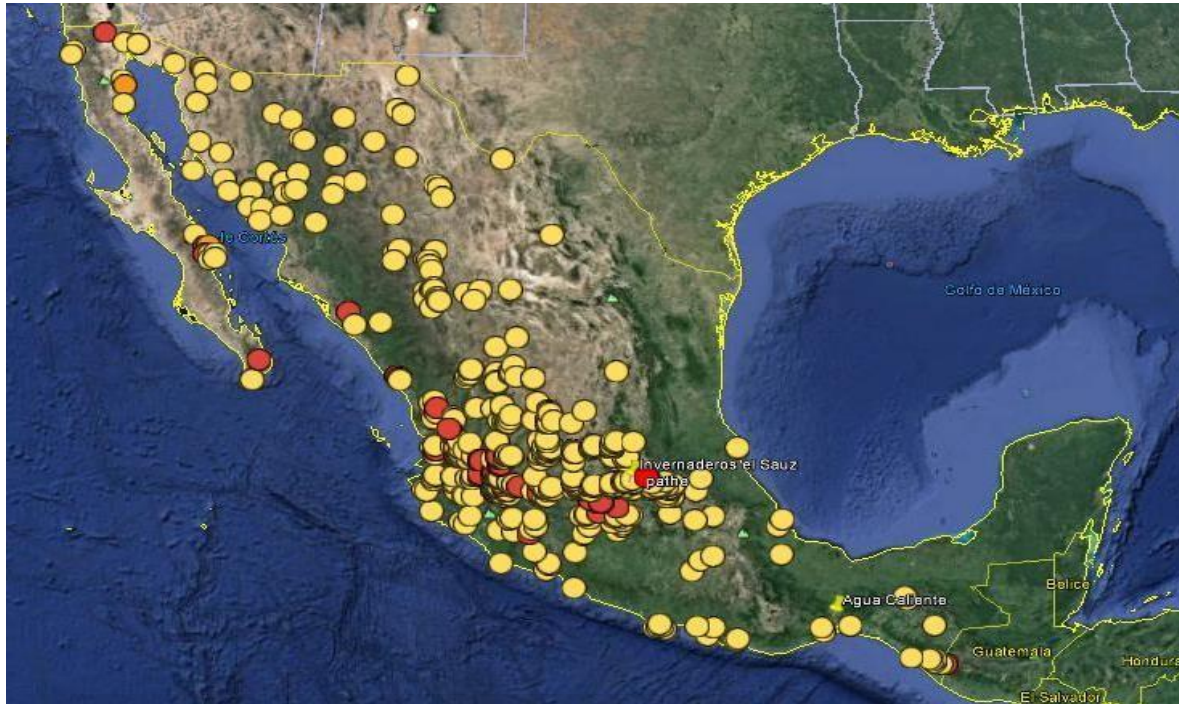 de Cortés
Golfo de México
Invernaderos el Sauz
pathe
Agua Caliente
Belice
Guatemala
Hondura
El Salvador